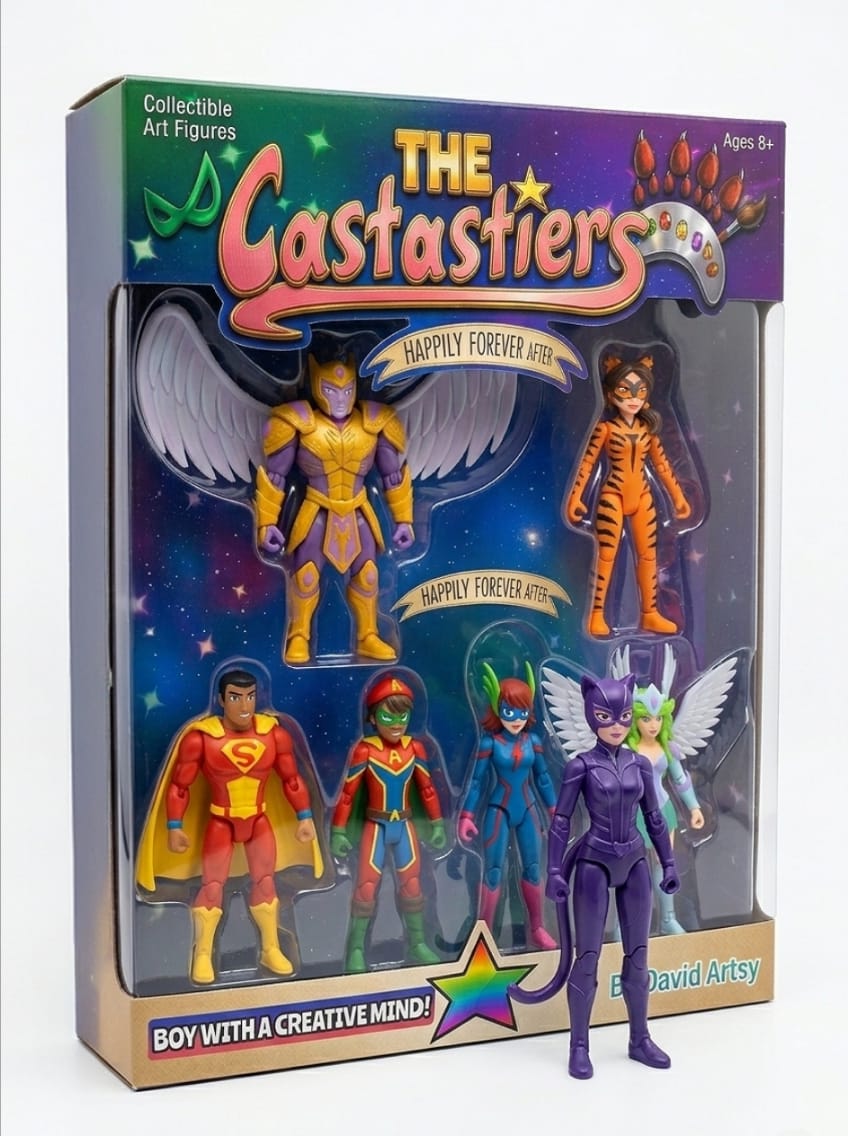 Collectible
Art Figures
Ages 8+
THE
Castastiers
HAPPILY FOREVER AFTER
HAPPILY FOREVER AFTER
S
A
A
A
BOY WITH A CREATIVE MIND!
David Artsy